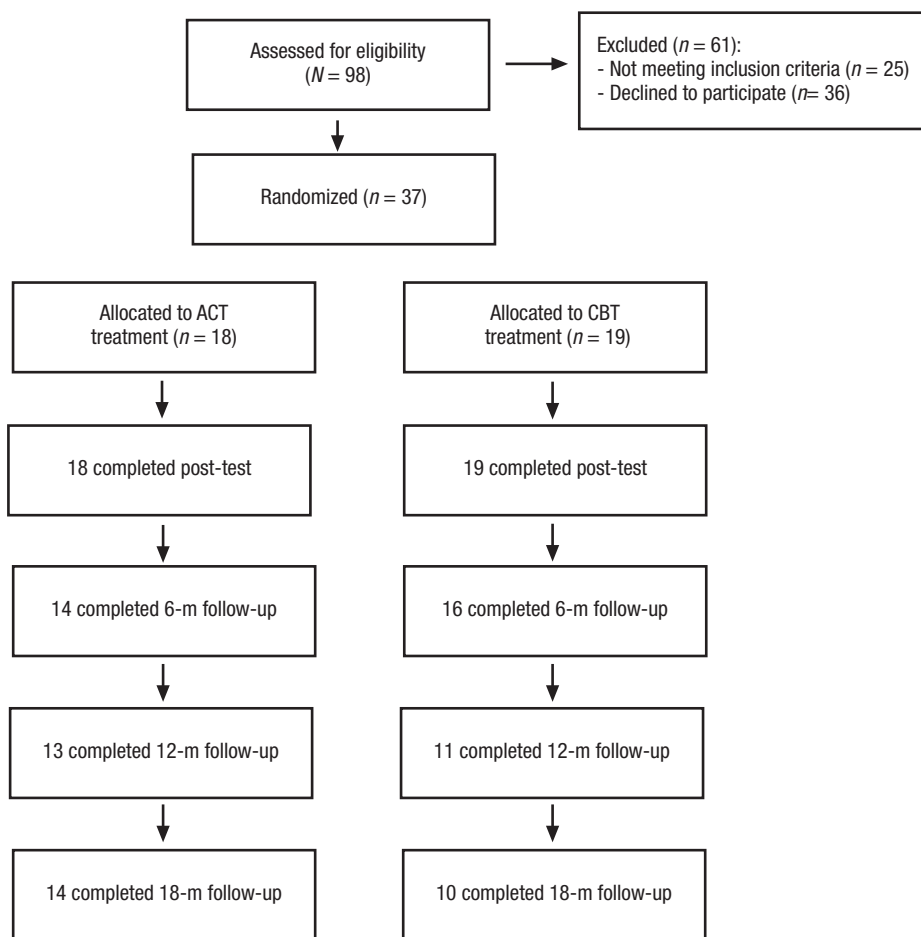 Assessed for eligibility
(N = 98)
Excluded (n = 61):
- Not meeting inclusion criteria (n = 25)
- Declined to participate (n= 36)
Randomized (n = 37)
Allocated to ACT
treatment (n = 18)
Allocated to CBT
treatment (n = 19)
18 completed post-test
19 completed post-test
14 completed 6-m follow-up
16 completed 6-m follow-up
13 completed 12-m follow-up
11 completed 12-m follow-up
14 completed 18-m follow-up
10 completed 18-m follow-up